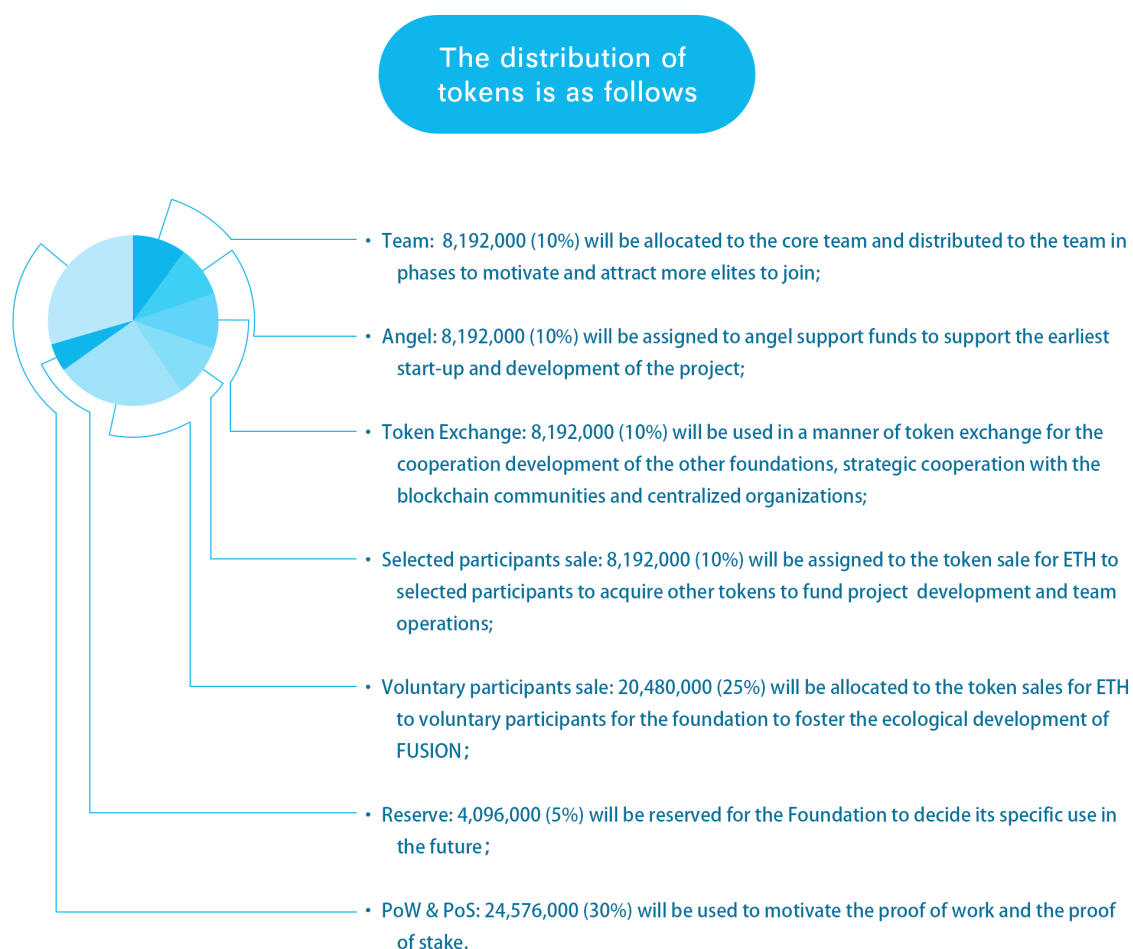 The distribution of
tokens is as follows
• Team: 8,192,000 (10%) will be allocated to the core team and distributed to the team in
phases to motivate and attract more elites to join;
• Angel: 8,192,000 (10%) will be assigned to angel support funds to support the earliest
start-up and development of the project;
• Token Exchange: 8,192,000 (10%) will be used in a manner of token exchange for the
cooperation development of the other foundations, strategic cooperation with the
blockchain communities and centralized organizations;
• Selected participants sale: 8,192,000 (10%) will be assigned to the token sale for ETH to
selected participants to acquire other tokens to fund project development and team
operations;
• Voluntary participants sale: 20,480,000 (25%) will be allocated to the token sales for ETH
to voluntary participants for the foundation to foster the ecological development of
FUSION;
• Reserve: 4,096,000 (5%) will be reserved for the Foundation to decide its specific use in
the future;
• PoW & PoS: 24,576,000 (30%) will be used to motivate the proof of work and the proof
of stake.